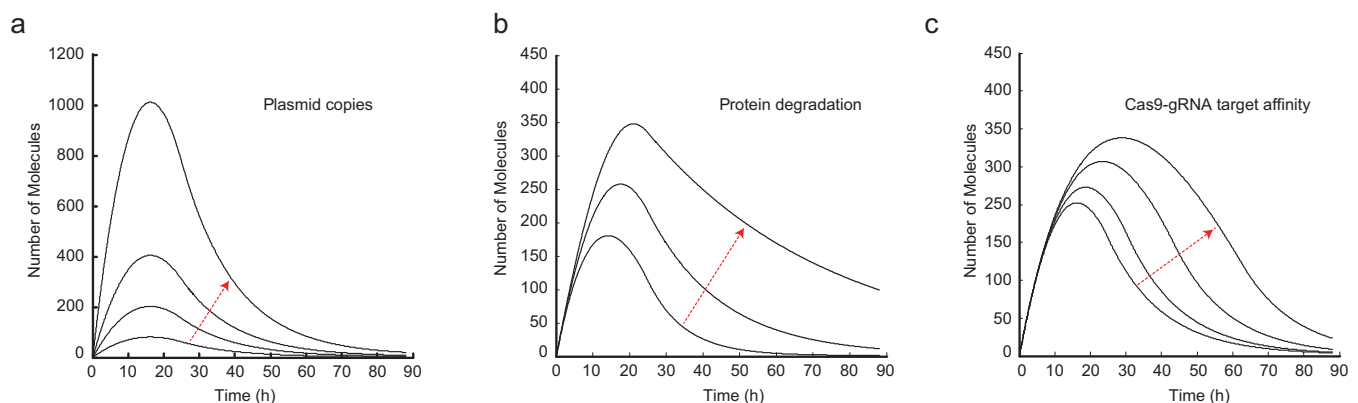 a
Number of Molecules
1200
1000
800
600
400
200
0
Plasmid copies
0 10 20 30 40 50 60 70 80 90
Time (h)
b
Number of Molecules
450
400
350
300
250
200
150
100
50
0
Protein degradation
0 10 20 30 40 50 60 70 80 90
Time (h)
c
Number of Molecules
450
400
350
300
250
150
100
50
0
Cas9-gRNA target affinity
0 10 20 30 40 50 60 70 80 90
Time (h)